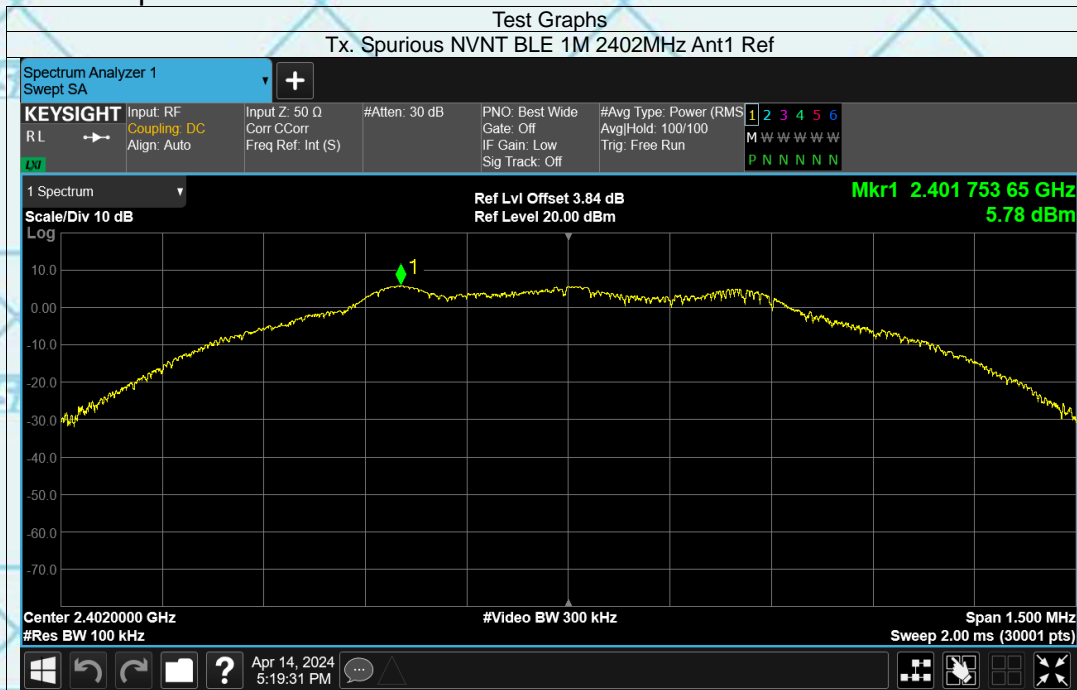 Test Graphs
Tx. Spurious NVNT BLE 1M 2402MHz Ant1 Ref
Spectrum Analyzer 1
Swept SA
+
KEYSIGHT Input: RF Input Z: 50 Ω #Atten: 30 dB PNO: Best Wide #Avg Type: Power (RMS 1 2 3 4 5 6
RL Coupling: DC Corr CCorr Gate: Off Avg|Hold: 100/100 M W W W W W
Align: Auto Freq Ref: Int (S) IF Gain: Low Trig: Free Run
LXI Sig Track: Off P N N N N N
1 Spectrum Ref Lvl Offset 3.84 dB Mkr1 2.401 753 65 GHz
Scale/Div 10 dB Ref Level 20.00 dBm 5.78 dBm
Log
1
10.0
0.00
-10.0
-20.0
-30.0
-40.0
-50.0
-60.0
-70.0
Center 2.4020000 GHz #Video BW 300 kHz Span 1.500 MHz
#Res BW 100 kHz Sweep 2.00 ms (30001 pts)
? Apr 14, 2024
5:19:31 PM